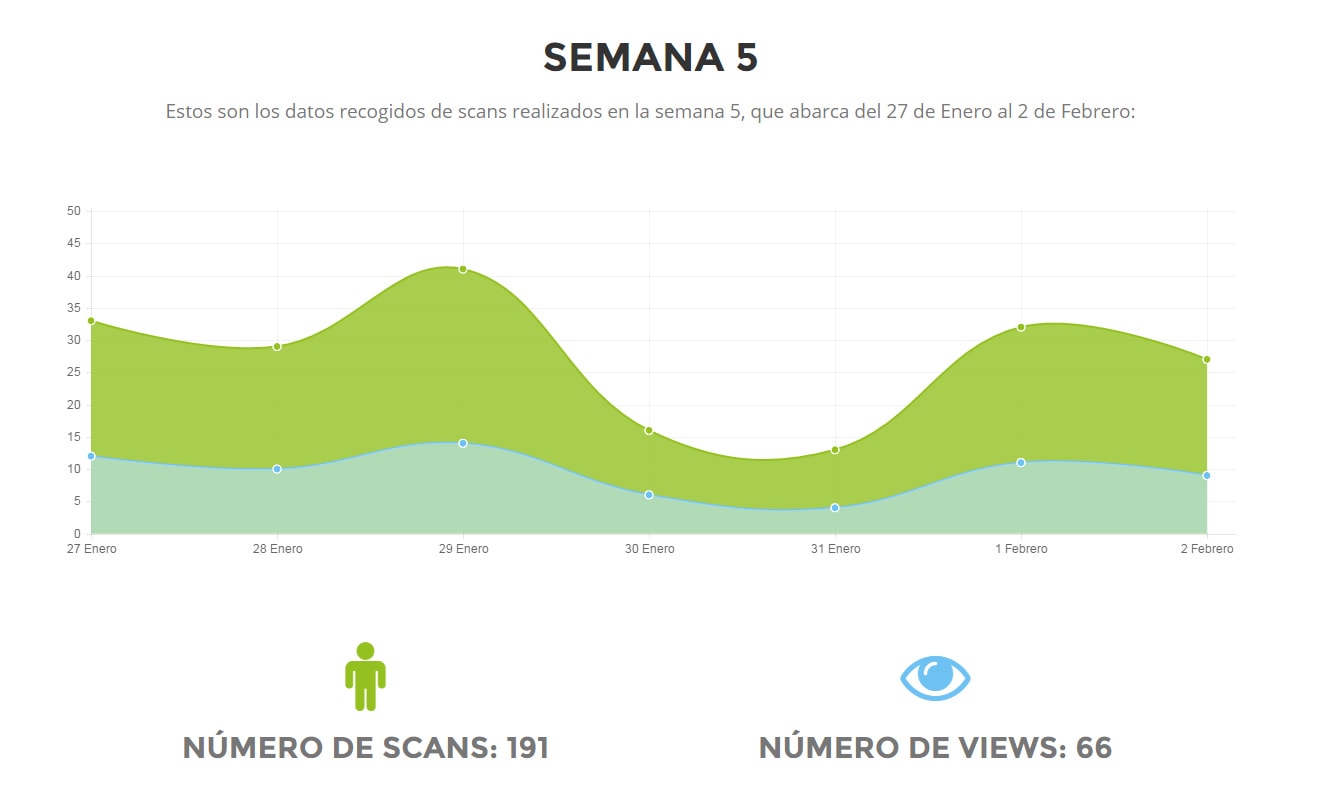 SEMANA 5
Estos son los datos recogidos de scans realizados en la semana 5, que abarca del 27 de Enero al 2 de Febrero:
50
45
40
35
30
25
20
15
10
5
0
27 Enero 28 Enero 29 Enero 30 Enero 31 Enero 1 Febrero 2 Febrero
NÚMERO DE SCANS: 191 NÚMERO DE VIEWS: 66